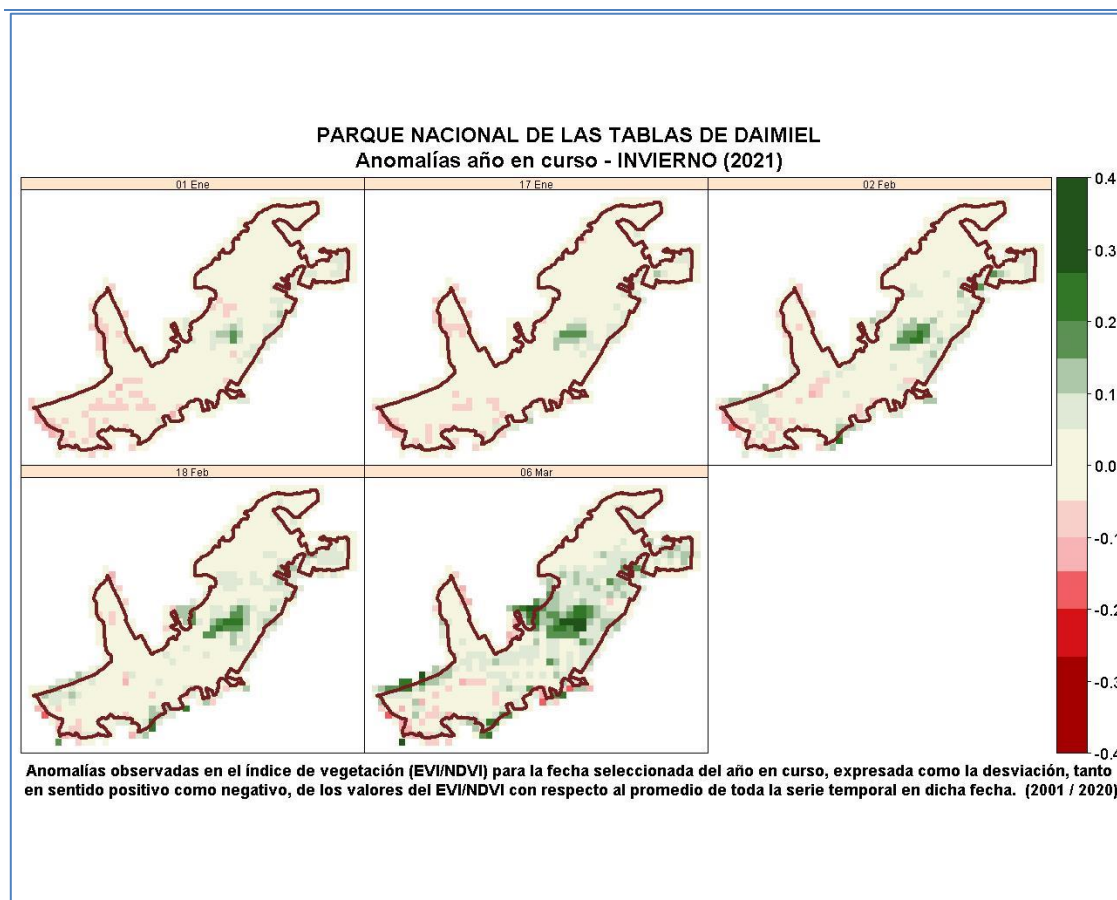 PARQUE NACIONAL DE LAS TABLAS DE DAIMIEL
Anomalías año en curso - INVIERNO (2021)
01 Ene
17 Ene
02 Feb
18 Feb
06 Mar
0.4
0.3
0.2
0.1
0.0
-0.1
-0.2
-0.3
-0.4
Anomalías observadas en el índice de vegetación (EVI/NDVI) para la fecha seleccionada del año en curso, expresada como la desviación, tanto
en sentido positivo como negativo, de los valores del EVI/NDVI con respecto al promedio de toda la serie temporal en dicha fecha. (2001 / 2020)